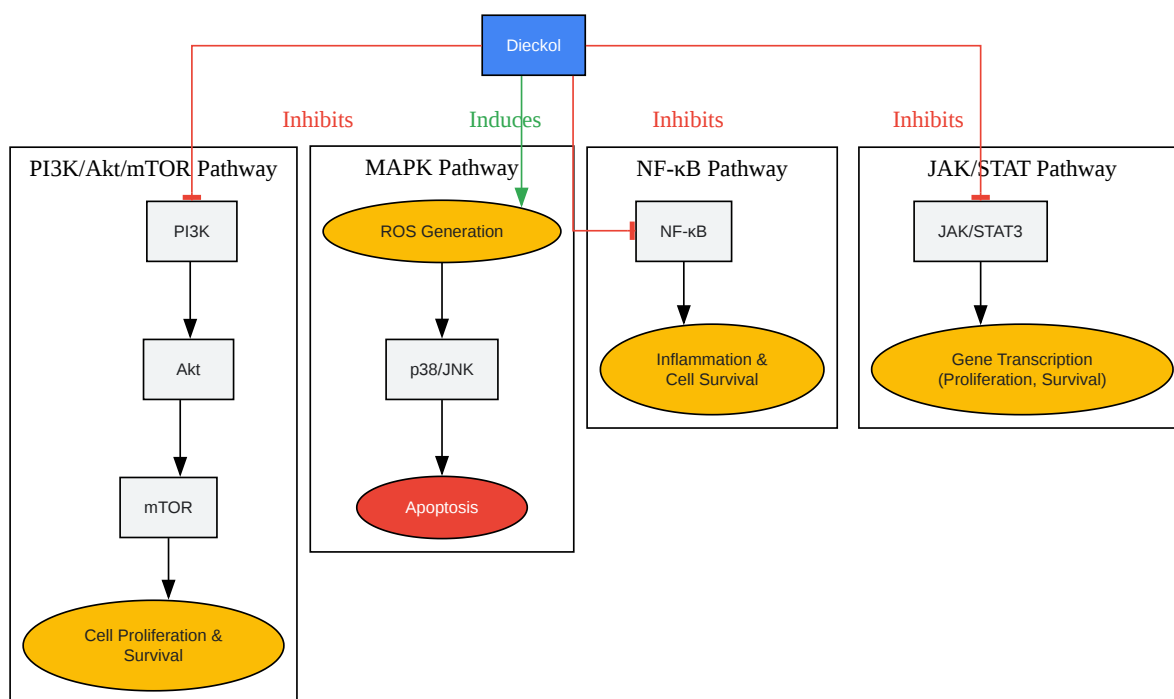 Dieckol
Inhibits
Induces
Inhibits
Inhibits
PI3K/Akt/mTOR Pathway
PI3K
Akt
mTOR
Cell Proliferation &
Survival
MAPK Pathway
ROS Generation
p38/JNK
Apoptosis
NF-κB Pathway
NF-κB
Inflammation &
Cell Survival
JAK/STAT Pathway
JAK/STAT3
Gene Transcription
(Proliferation, Survival)